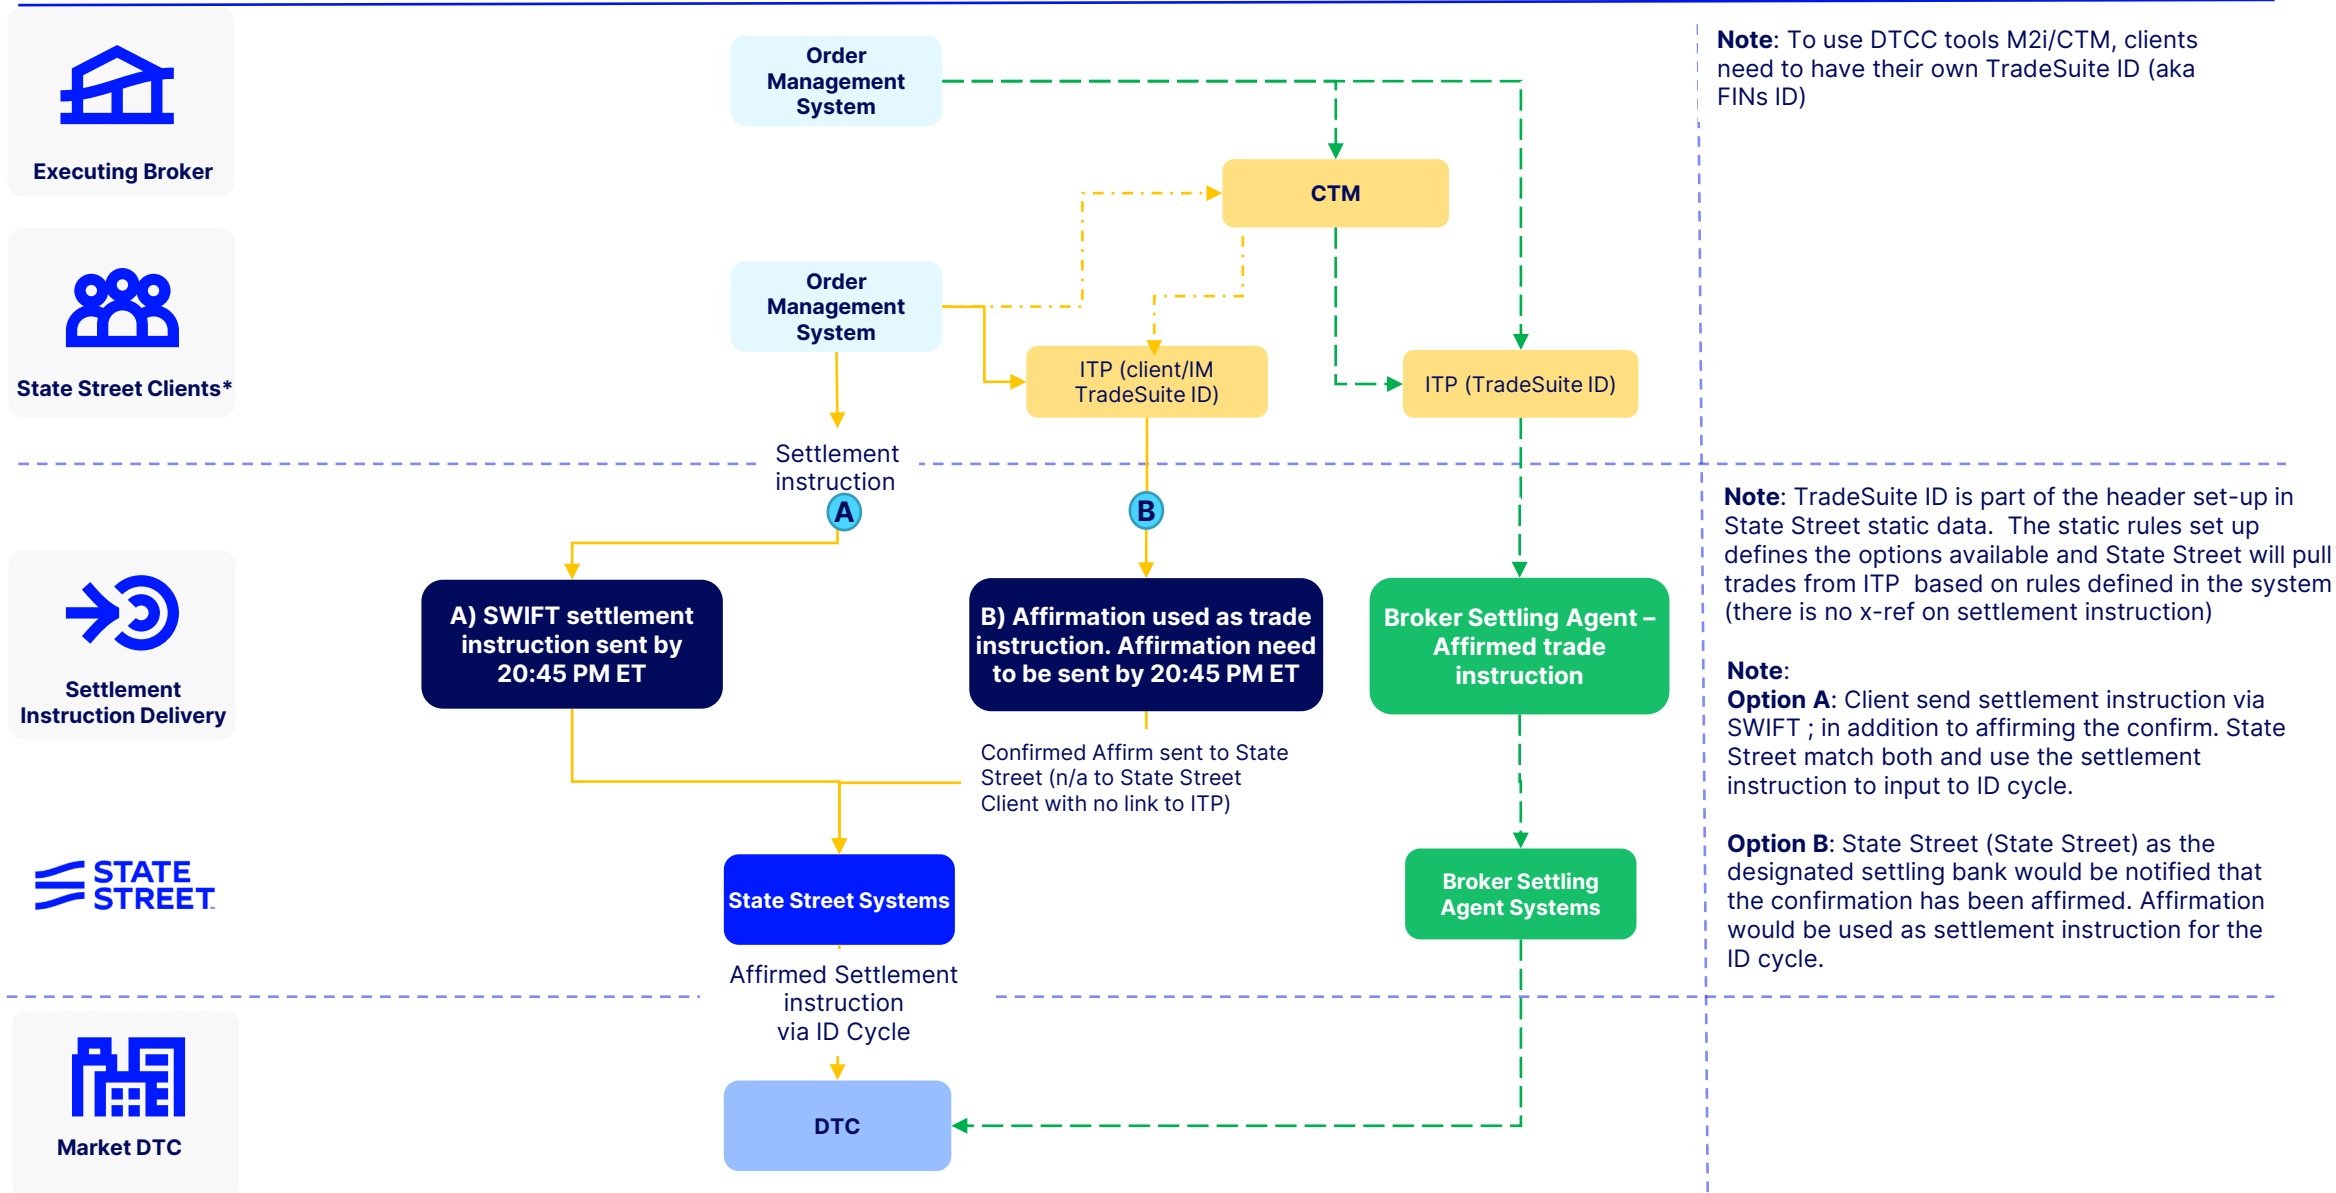 Order
Management
System
Note: To use DTCC tools M2i/CTM, clients
need to have their own TradeSuite ID (aka
FINs ID)
Executing Broker
CTM
Order
Management
System
State Street Clients*
ITP (client/IM
TradeSuite ID)
ITP (TradeSuite ID)
Settlement
instruction
A
B
Note: TradeSuite ID is part of the header set-up in
State Street static data. The static rules set up
defines the options available and State Street will pull
trades from ITP based on rules defined in the system
(there is no x-ref on settlement instruction)
Settlement
Instruction Delivery
A) SWIFT settlement
instruction sent by
20:45 PM ET
B) Affirmation used as trade
instruction. Affirmation need
to be sent by 20:45 PM ET
Broker Settling Agent –
Affirmed trade
instruction
Note:
Option A: Client send settlement instruction via
SWIFT ; in addition to affirming the confirm. State
Street match both and use the settlement
instruction to input to ID cycle.
Confirmed Affirm sent to State
Street (n/a to State Street
Client with no link to ITP)
Option B: State Street (State Street) as the
designated settling bank would be notified that
the confirmation has been affirmed. Affirmation
would be used as settlement instruction for the
ID cycle.
STATE
STREET
State Street Systems
Broker Settling
Agent Systems
Affirmed Settlement
instruction
via ID Cycle
Market DTC
DTC